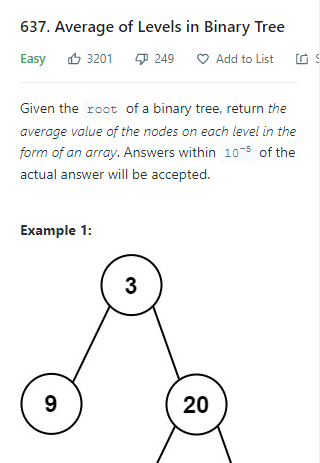 637. Average of Levels in Binary Tree
Easy 3201 249 Add to List
Given the root of a binary tree, return the
average value of the nodes on each level in the
form of an array. Answers within 10⁻⁵ of the
actual answer will be accepted.
Example 1:
3
9 20